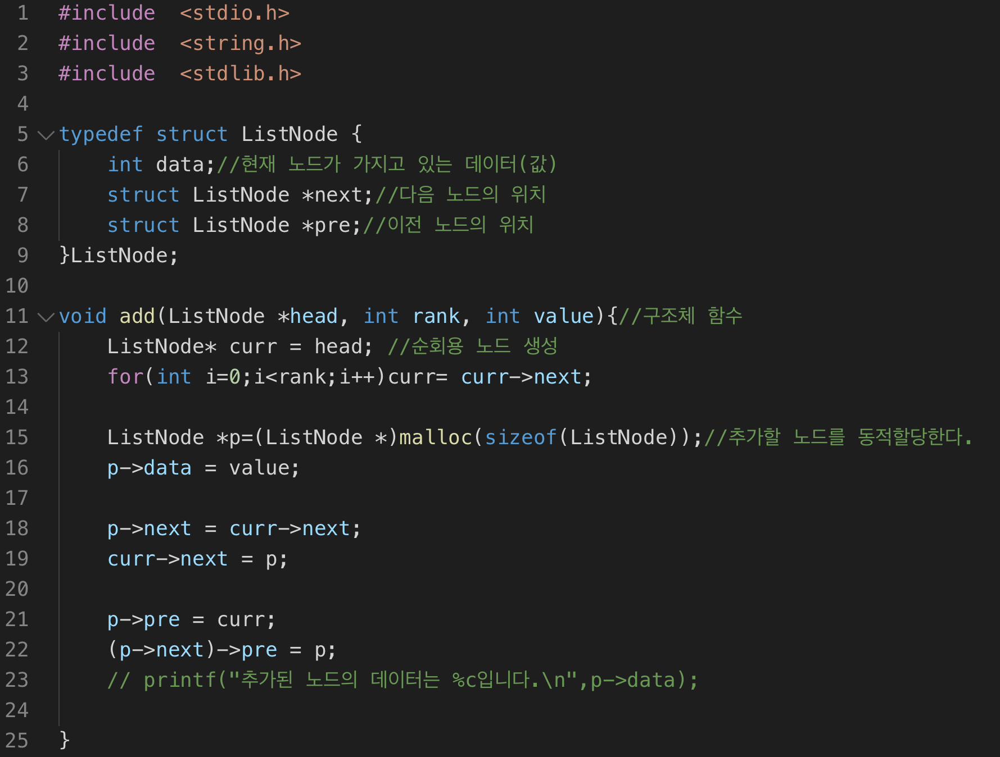 1 #include  <stdio.h>
2 #include  <string.h>
3 #include  <stdlib.h>
4
5 typedef struct ListNode {
6     int data;//현재 노드가 가지고 있는 데이터(값)
7     struct ListNode *next;//다음 노드의 위치
8     struct ListNode *pre;//이전 노드의 위치
9 }ListNode;
10
11 void add(ListNode *head, int rank, int value){//구조체 함수
12     ListNode* curr = head; //순회용 노드 생성
13     for(int i=0;i<rank;i++)curr= curr->next;
14
15     ListNode *p=(ListNode *)malloc(sizeof(ListNode));//추가할 노드를 동적할당한다.
16     p->data = value;
17
18     p->next = curr->next;
19     curr->next = p;
20
21     p->pre = curr;
22     (p->next)->pre = p;
23     // printf("추가된 노드의 데이터는 %c입니다.\n",p->data);
24
25 }